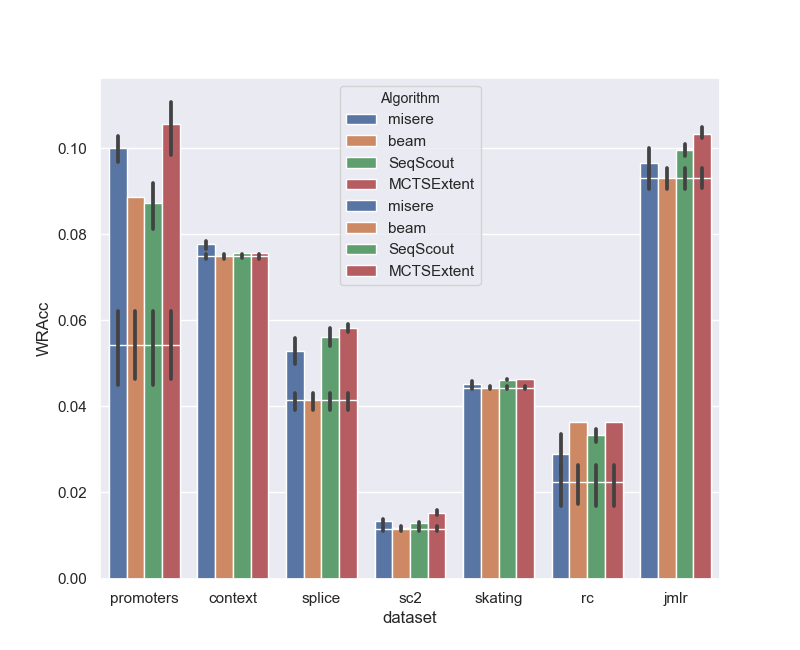 Algorithm
misere
beam
SeqScout
MCTSExtent
misere
beam
SeqScout
MCTSExtent
WRAcc
0.10
0.08
0.06
0.04
0.02
0.00
promoters context splice sc2 skating rc jmlr
dataset